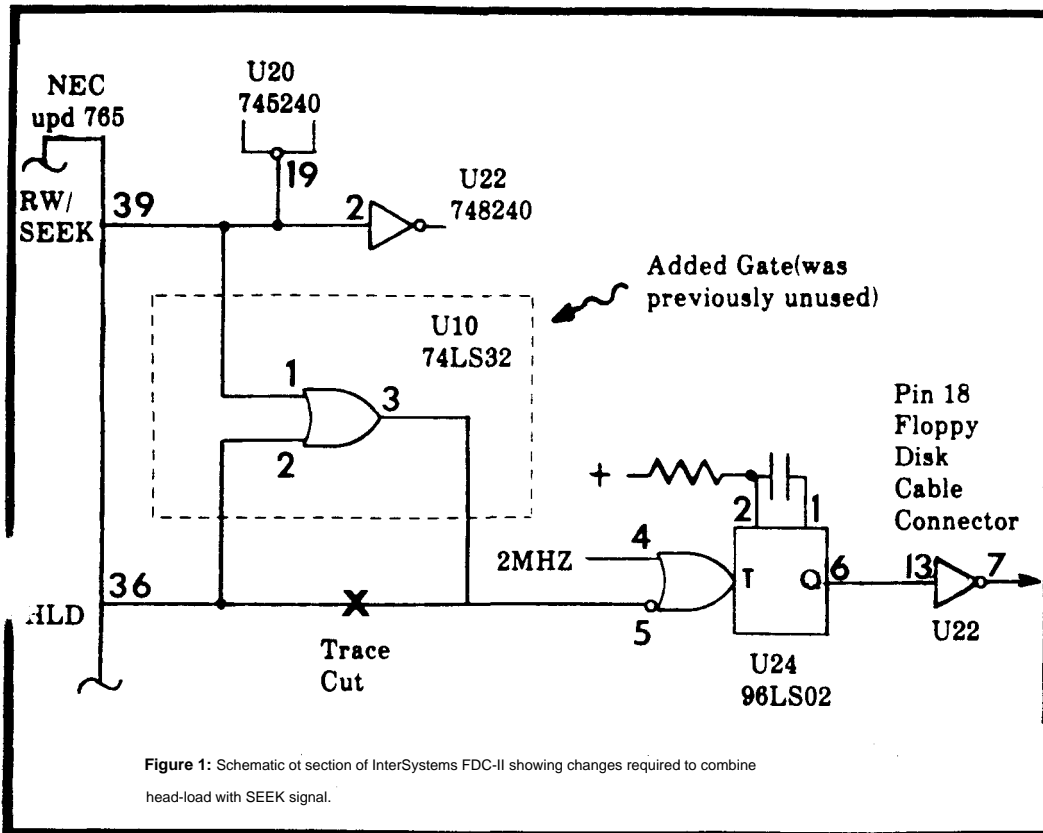 NEC
upd 765
U20
745240
19
RW/
SEEK
39
2
U22
748240
Added Gate(was
previously unused)
U10
74LS32
1
3
2
Pin 18
Floppy
Disk
Cable
Connector
+
2
1
2MHZ
4
T
Q
6
13
7
36
HLD
X
5
U22
Trace
Cut
U24
96LS02
Figure 1: Schematic ot section of InterSystems FDC-II showing changes required to combine
head-load with SEEK signal.